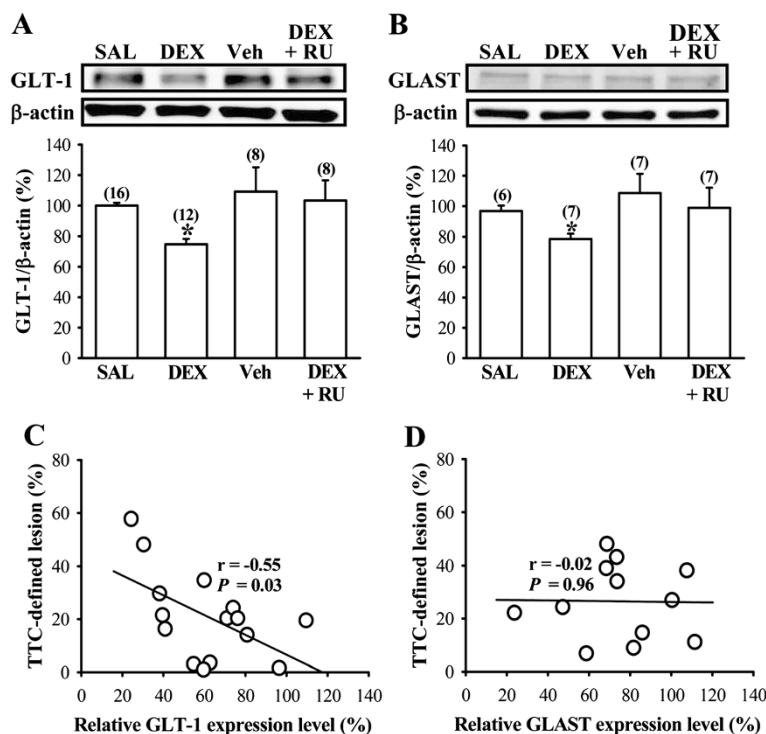 A
SAL DEX Veh DEX + RU
GLT-1
β-actin
GLT-1/β-actin (%)
140
120
100
80
60
40
20
0
(16)
(12)
*
(8)
(8)
SAL DEX Veh DEX + RU
B
SAL DEX Veh DEX + RU
GLAST
β-actin
GLAST/β-actin (%)
140
120
100
80
60
40
20
0
(6)
(7)
*
(7)
(7)
SAL DEX Veh DEX + RU
C
TTC-defined lesion (%)
80
60
40
20
0
r = -0.55
P = 0.03
0 20 40 60 80 100 120 140
Relative GLT-1 expression level (%)
D
TTC-defined lesion (%)
80
60
40
20
0
r = -0.02
P = 0.96
0 20 40 60 80 100 120 140
Relative GLAST expression level (%)